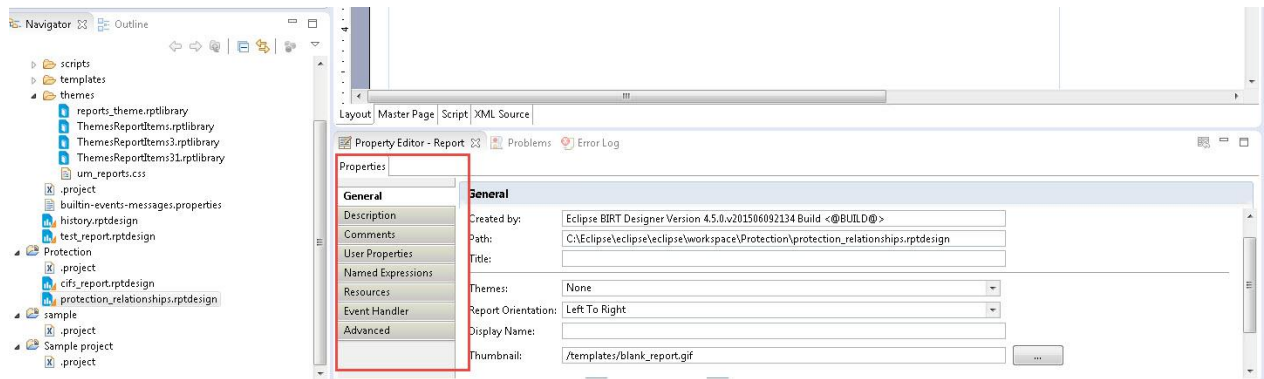 Navigator Outline
scripts
templates
themes
reports_theme.rptlibrary
ThemesReportItems.rptlibrary
ThemesReportItems3.rptlibrary
ThemesReportItems31.rptlibrary
um_reports.css
.project
builtin-events-messages.properties
history.rptdesign
test_report.rptdesign
Protection
.project
cifs_report.rptdesign
protection_relationships.rptdesign
sample
.project
Sample project
.project
4
Layout Master Page Script XML Source
Property Editor - Report Problems Error Log
Properties
General
Description
Comments
User Properties
Named Expressions
Resources
Event Handler
Advanced
General
Created by: Eclipse BIRT Designer Version 4.5.0.v201506092134 Build <@BUILD@>
Path: C:\Eclipse\eclipse\eclipse\workspace\Protection\protection_relationships.rptdesign
Title:
Themes: None
Report Orientation: Left To Right
Display Name:
Thumbnail: /templates/blank_report.gif ...